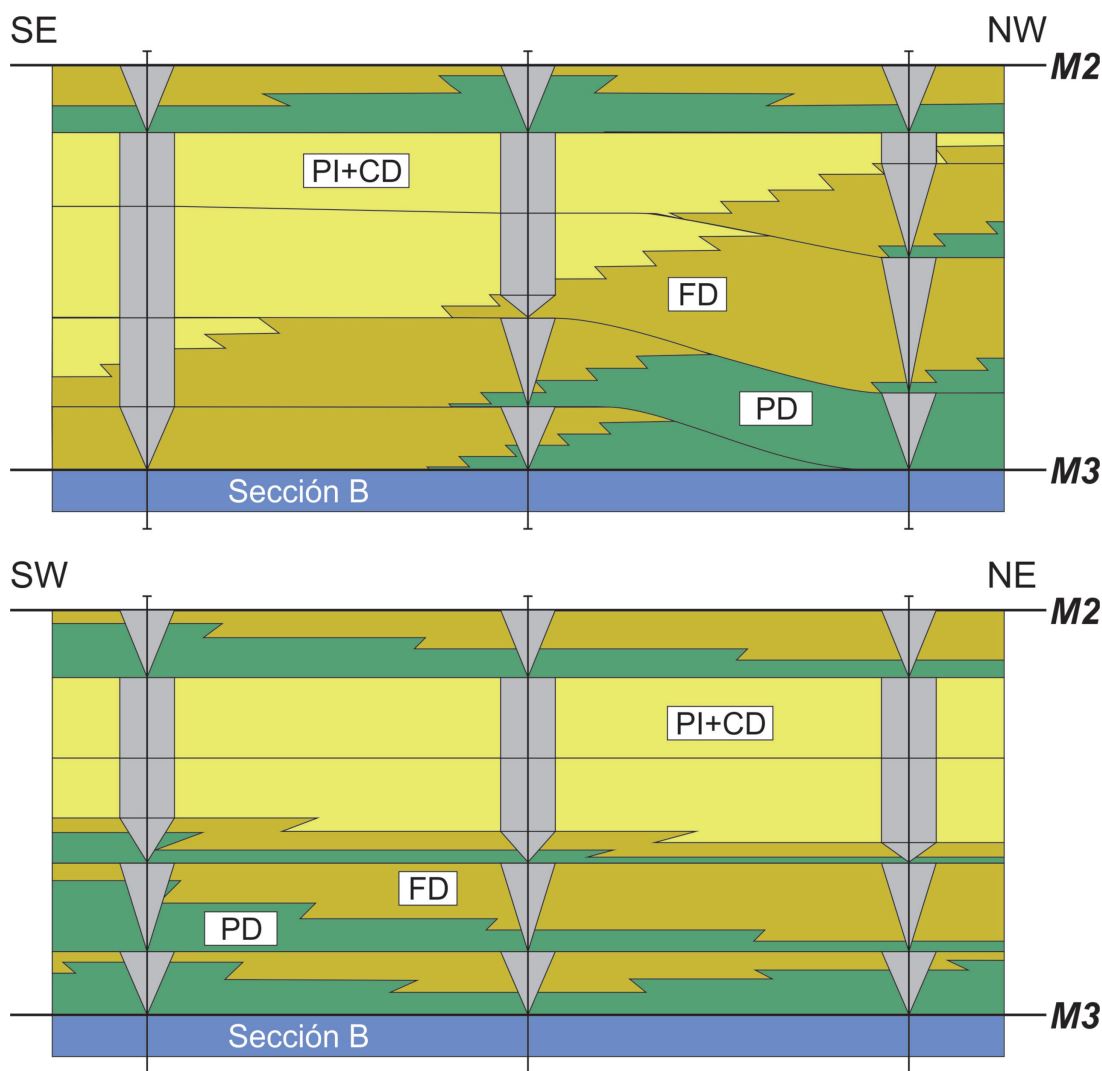 SE
NW
M2
PI+CD
FD
PD
M3
Sección B
SW
NE
M2
PI+CD
FD
PD
M3
Sección B